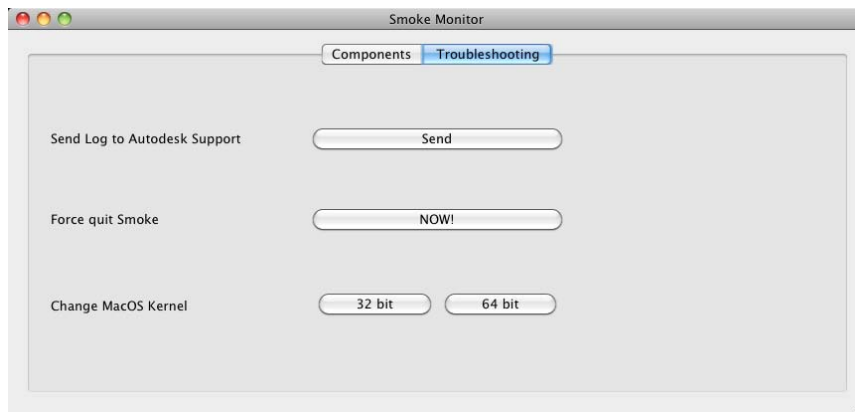 Smoke Monitor
Components Troubleshooting
Send Log to Autodesk Support Send
Force quit Smoke NOW!
Change MacOS Kernel 32 bit 64 bit